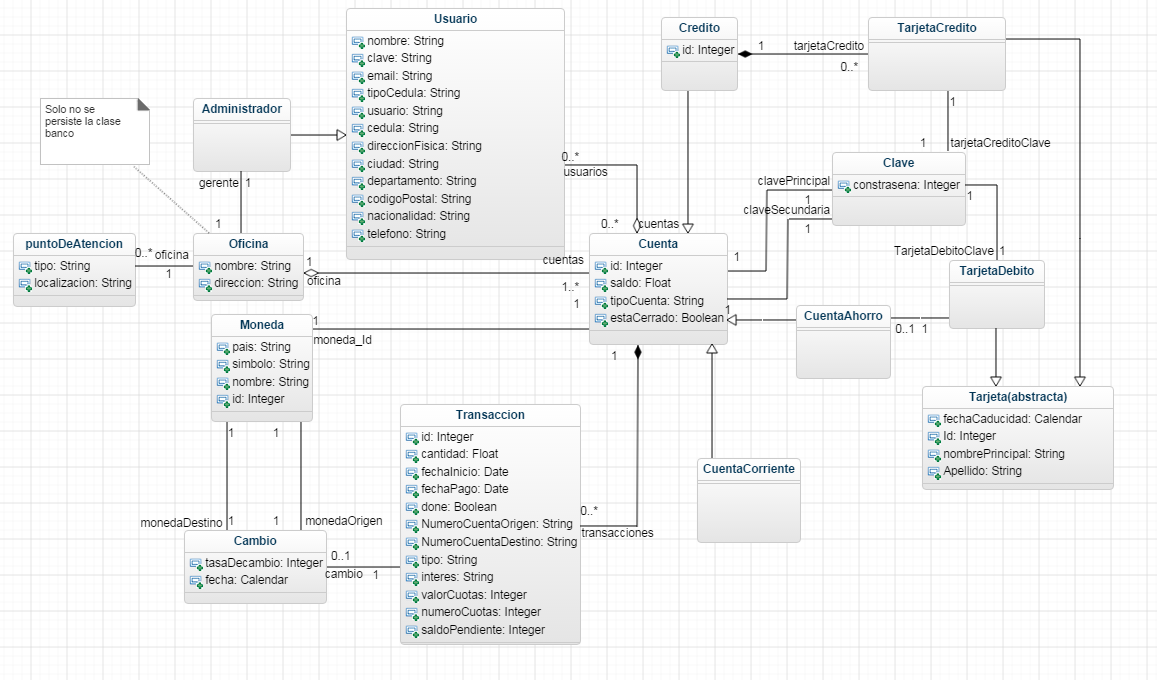 Usuario
nombre: String
clave: String
email: String
tipoCedula: String
usuario: String
cedula: String
direccionFisica: String
ciudad: String
departamento: String
codigoPostal: String
nacionalidad: String
telefono: String
Credito
id: Integer
1
tarjetaCredito
0..*
TarjetaCredito
Solo no se
persiste la clase
banco
Administrador
gerente
1
1
1
1
tarjetaCreditoClave
Clave
constrasena: Integer
clavePrincipal
1
claveSecundaria
1
1
1
0..*
usuarios
0..*
cuentas
puntoDeAtencion
tipo: String
localizacion: String
0..*
oficina
1
Oficina
nombre: String
direccion: String
1
oficina
cuentas
1..*
1
Cuenta
id: Integer
saldo: Float
tipoCuenta: String
estaCerrado: Boolean
1
1
TarjetaDebitoClave
1
TarjetaDebito
CuentaAhorro
0..1
1
Moneda
pais: String
simbolo: String
nombre: String
id: Integer
1
moneda_Id
1
1
1
Tarjeta(abstracta)
fechaCaducidad: Calendar
Id: Integer
nombrePrincipal: String
Apellido: String
Transaccion
id: Integer
cantidad: Float
fechaInicio: Date
fechaPago: Date
done: Boolean
NumeroCuentaOrigen: String
NumeroCuentaDestino: String
tipo: String
interes: String
valorCuotas: Integer
numeroCuotas: Integer
saldoPendiente: Integer
0..*
transacciones
CuentaCorriente
monedaDestino
1
1
monedaOrigen
Cambio
tasaDecambio: Integer
fecha: Calendar
0..1
cambio
1